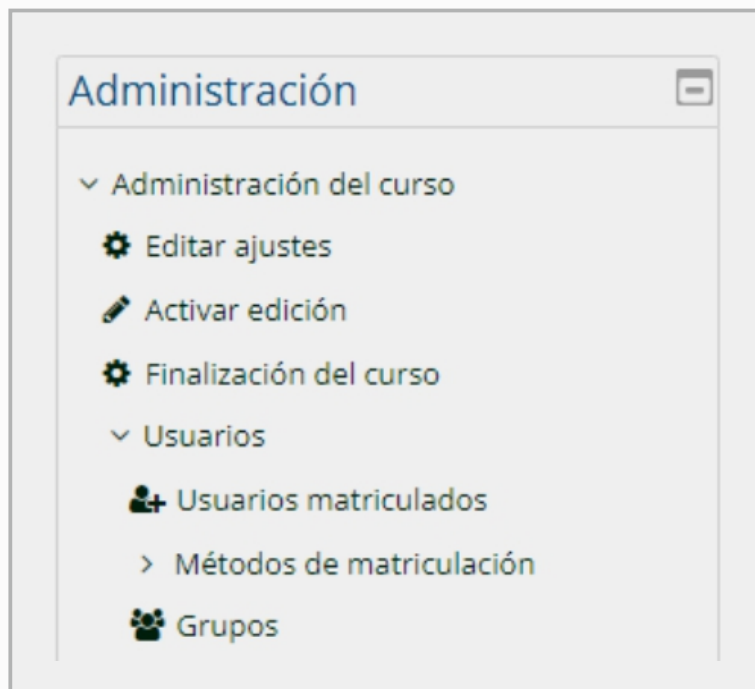 Administración
Administración del curso
Editar ajustes
Activar edición
Finalización del curso
Usuarios
Usuarios matriculados
Métodos de matriculación
Grupos